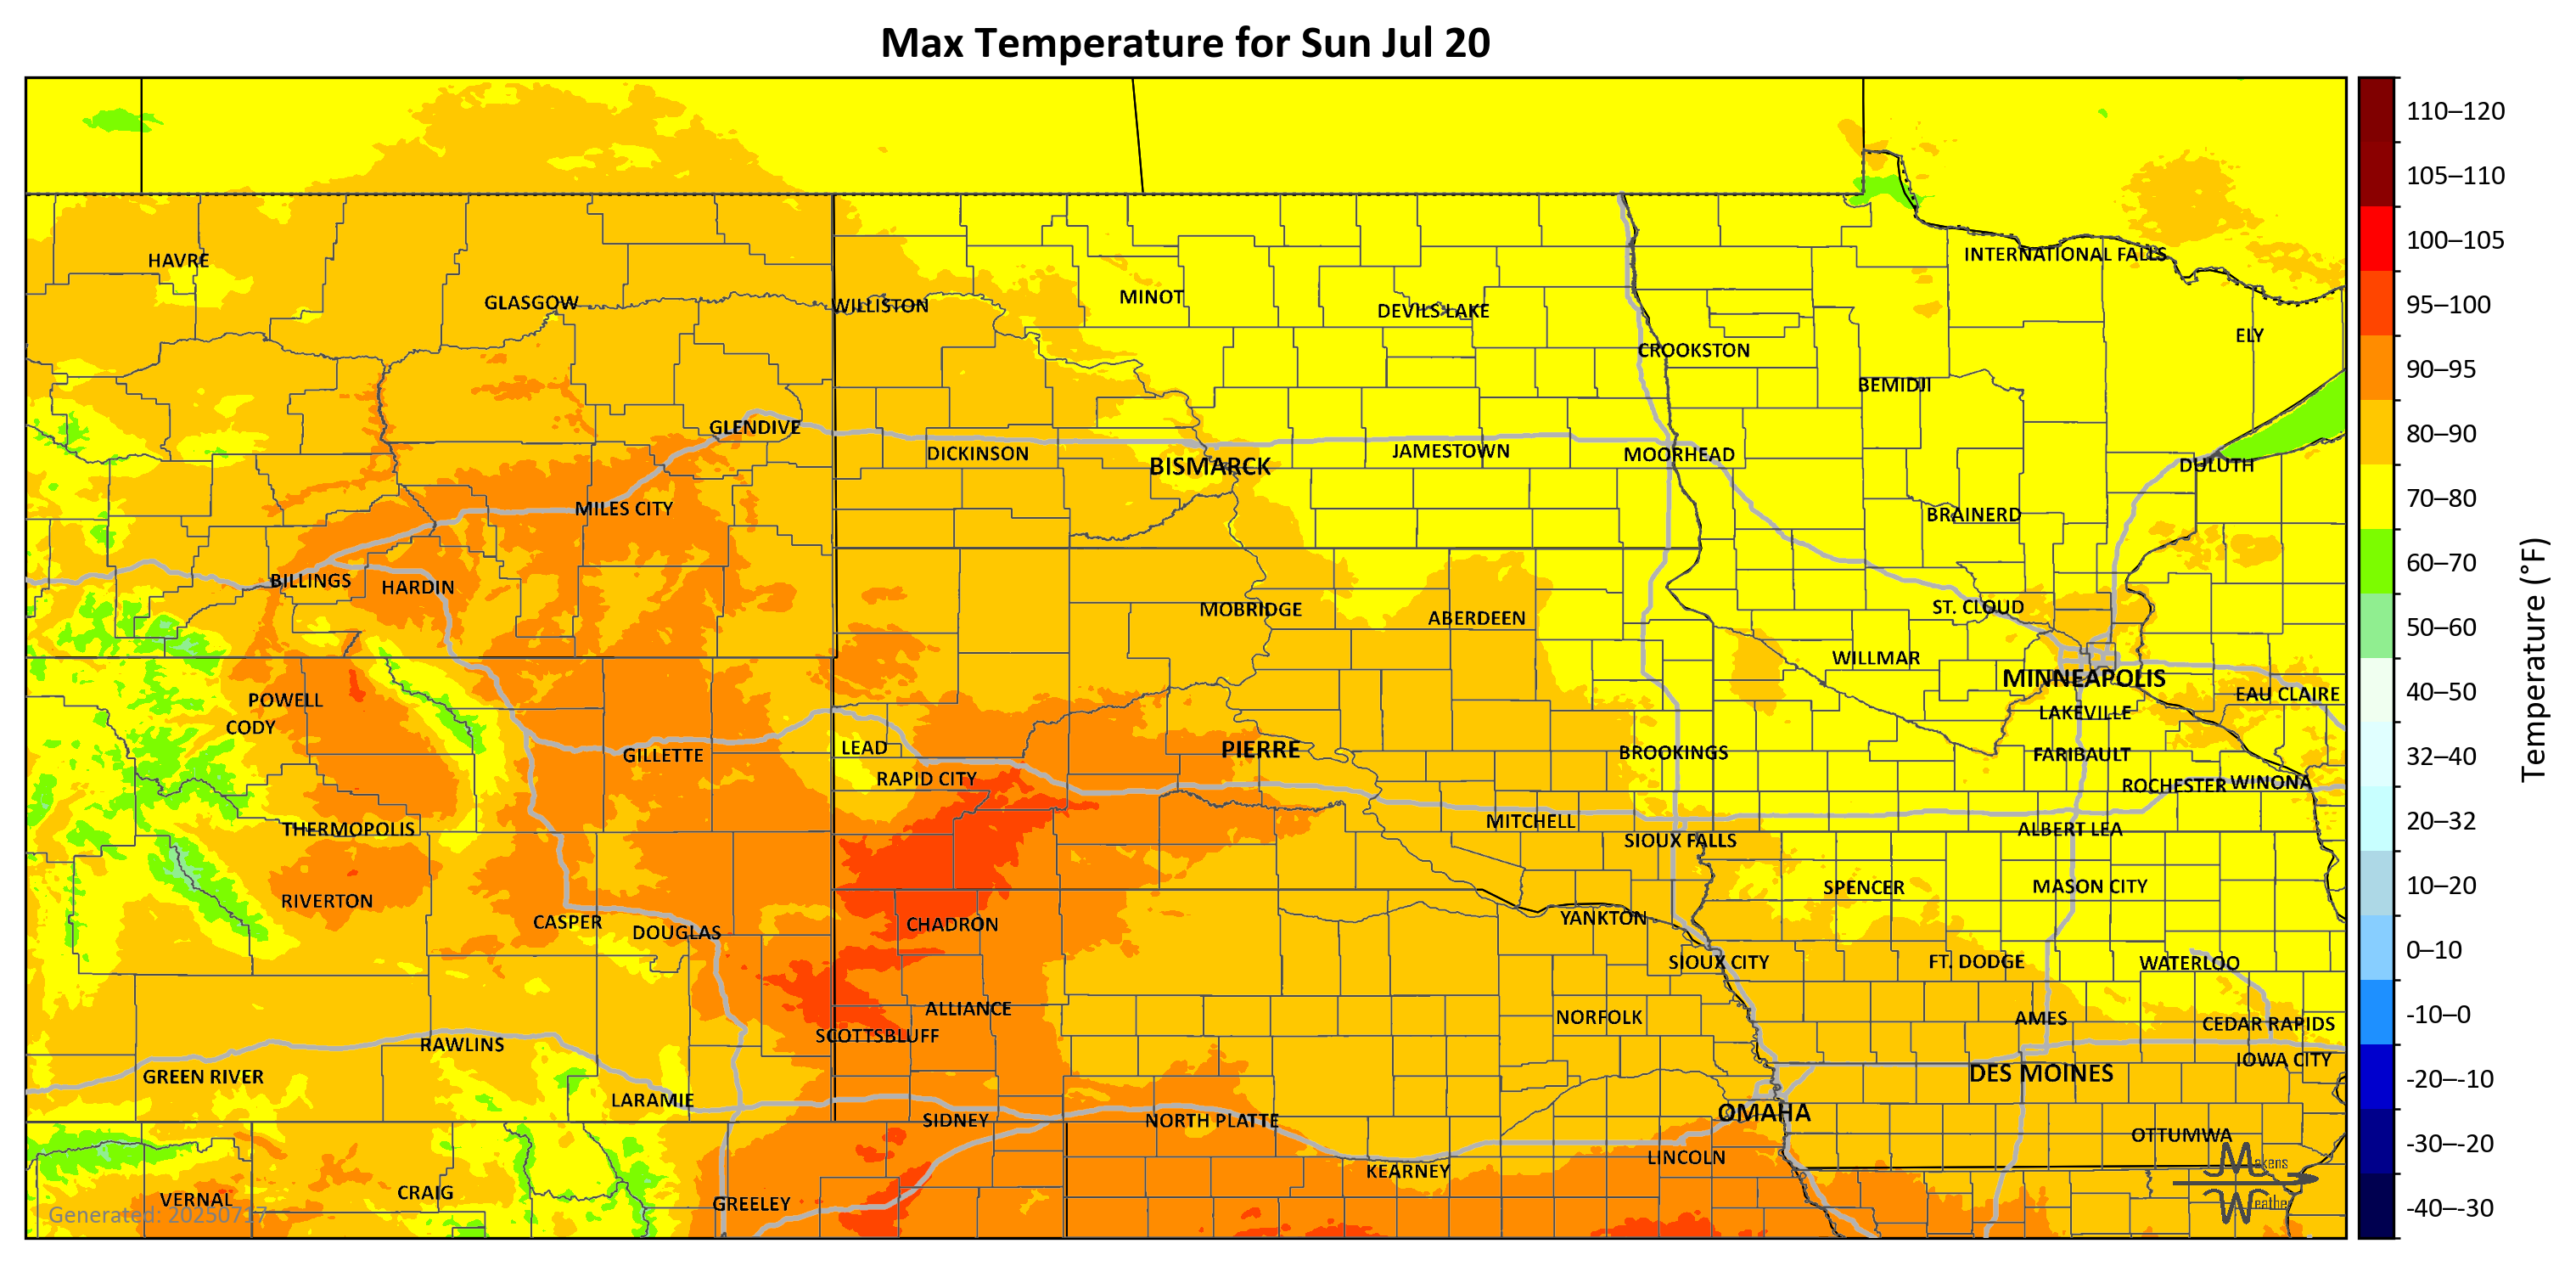 Max Temperature for Sun Jul 20
110–120
105–110
100–105
95–100
90–95
80–90
70–80
60–70
50–60
40–50
32–40
20–32
10–20
0–10
-10–0
-20–-10
-30–-20
-40–-30
Temperature (°F)
HAVRE
GLASGOW
WILLISTON
MINOT
DEVILS LAKE
INTERNATIONAL FALLS
ELY
CROOKSTON
BEMIDJI
GLENDIVE
DICKINSON
BISMARCK
JAMESTOWN
MOORHEAD
DULUTH
MILES CITY
BRAINERD
BILLINGS
HARDIN
MOBRIDGE
ABERDEEN
ST. CLOUD
WILLMAR
MINNEAPOLIS
EAU CLAIRE
POWELL
LAKEVILLE
CODY
GILLETTE
LEAD
PIERRE
BROOKINGS
FARIBAULT
RAPID CITY
ROCHESTER
WINONA
THERMOPOLIS
MITCHELL
SIOUX FALLS
ALBERT LEA
RIVERTON
SPENCER
MASON CITY
CASPER
DOUGLAS
CHADRON
YANKTON
SIOUX CITY
FT. DODGE
WATERLOO
ALLIANCE
NORFOLK
AMES
CEDAR RAPIDS
SCOTTSBLUFF
RAWLINS
IOWA CITY
GREEN RIVER
DES MOINES
LARAMIE
SIDNEY
NORTH PLATTE
OMAHA
OTTUMWA
LINCOLN
KEARNEY
VERNAL
CRAIG
GREELEY
Makens
Weather
Generated: 20250717